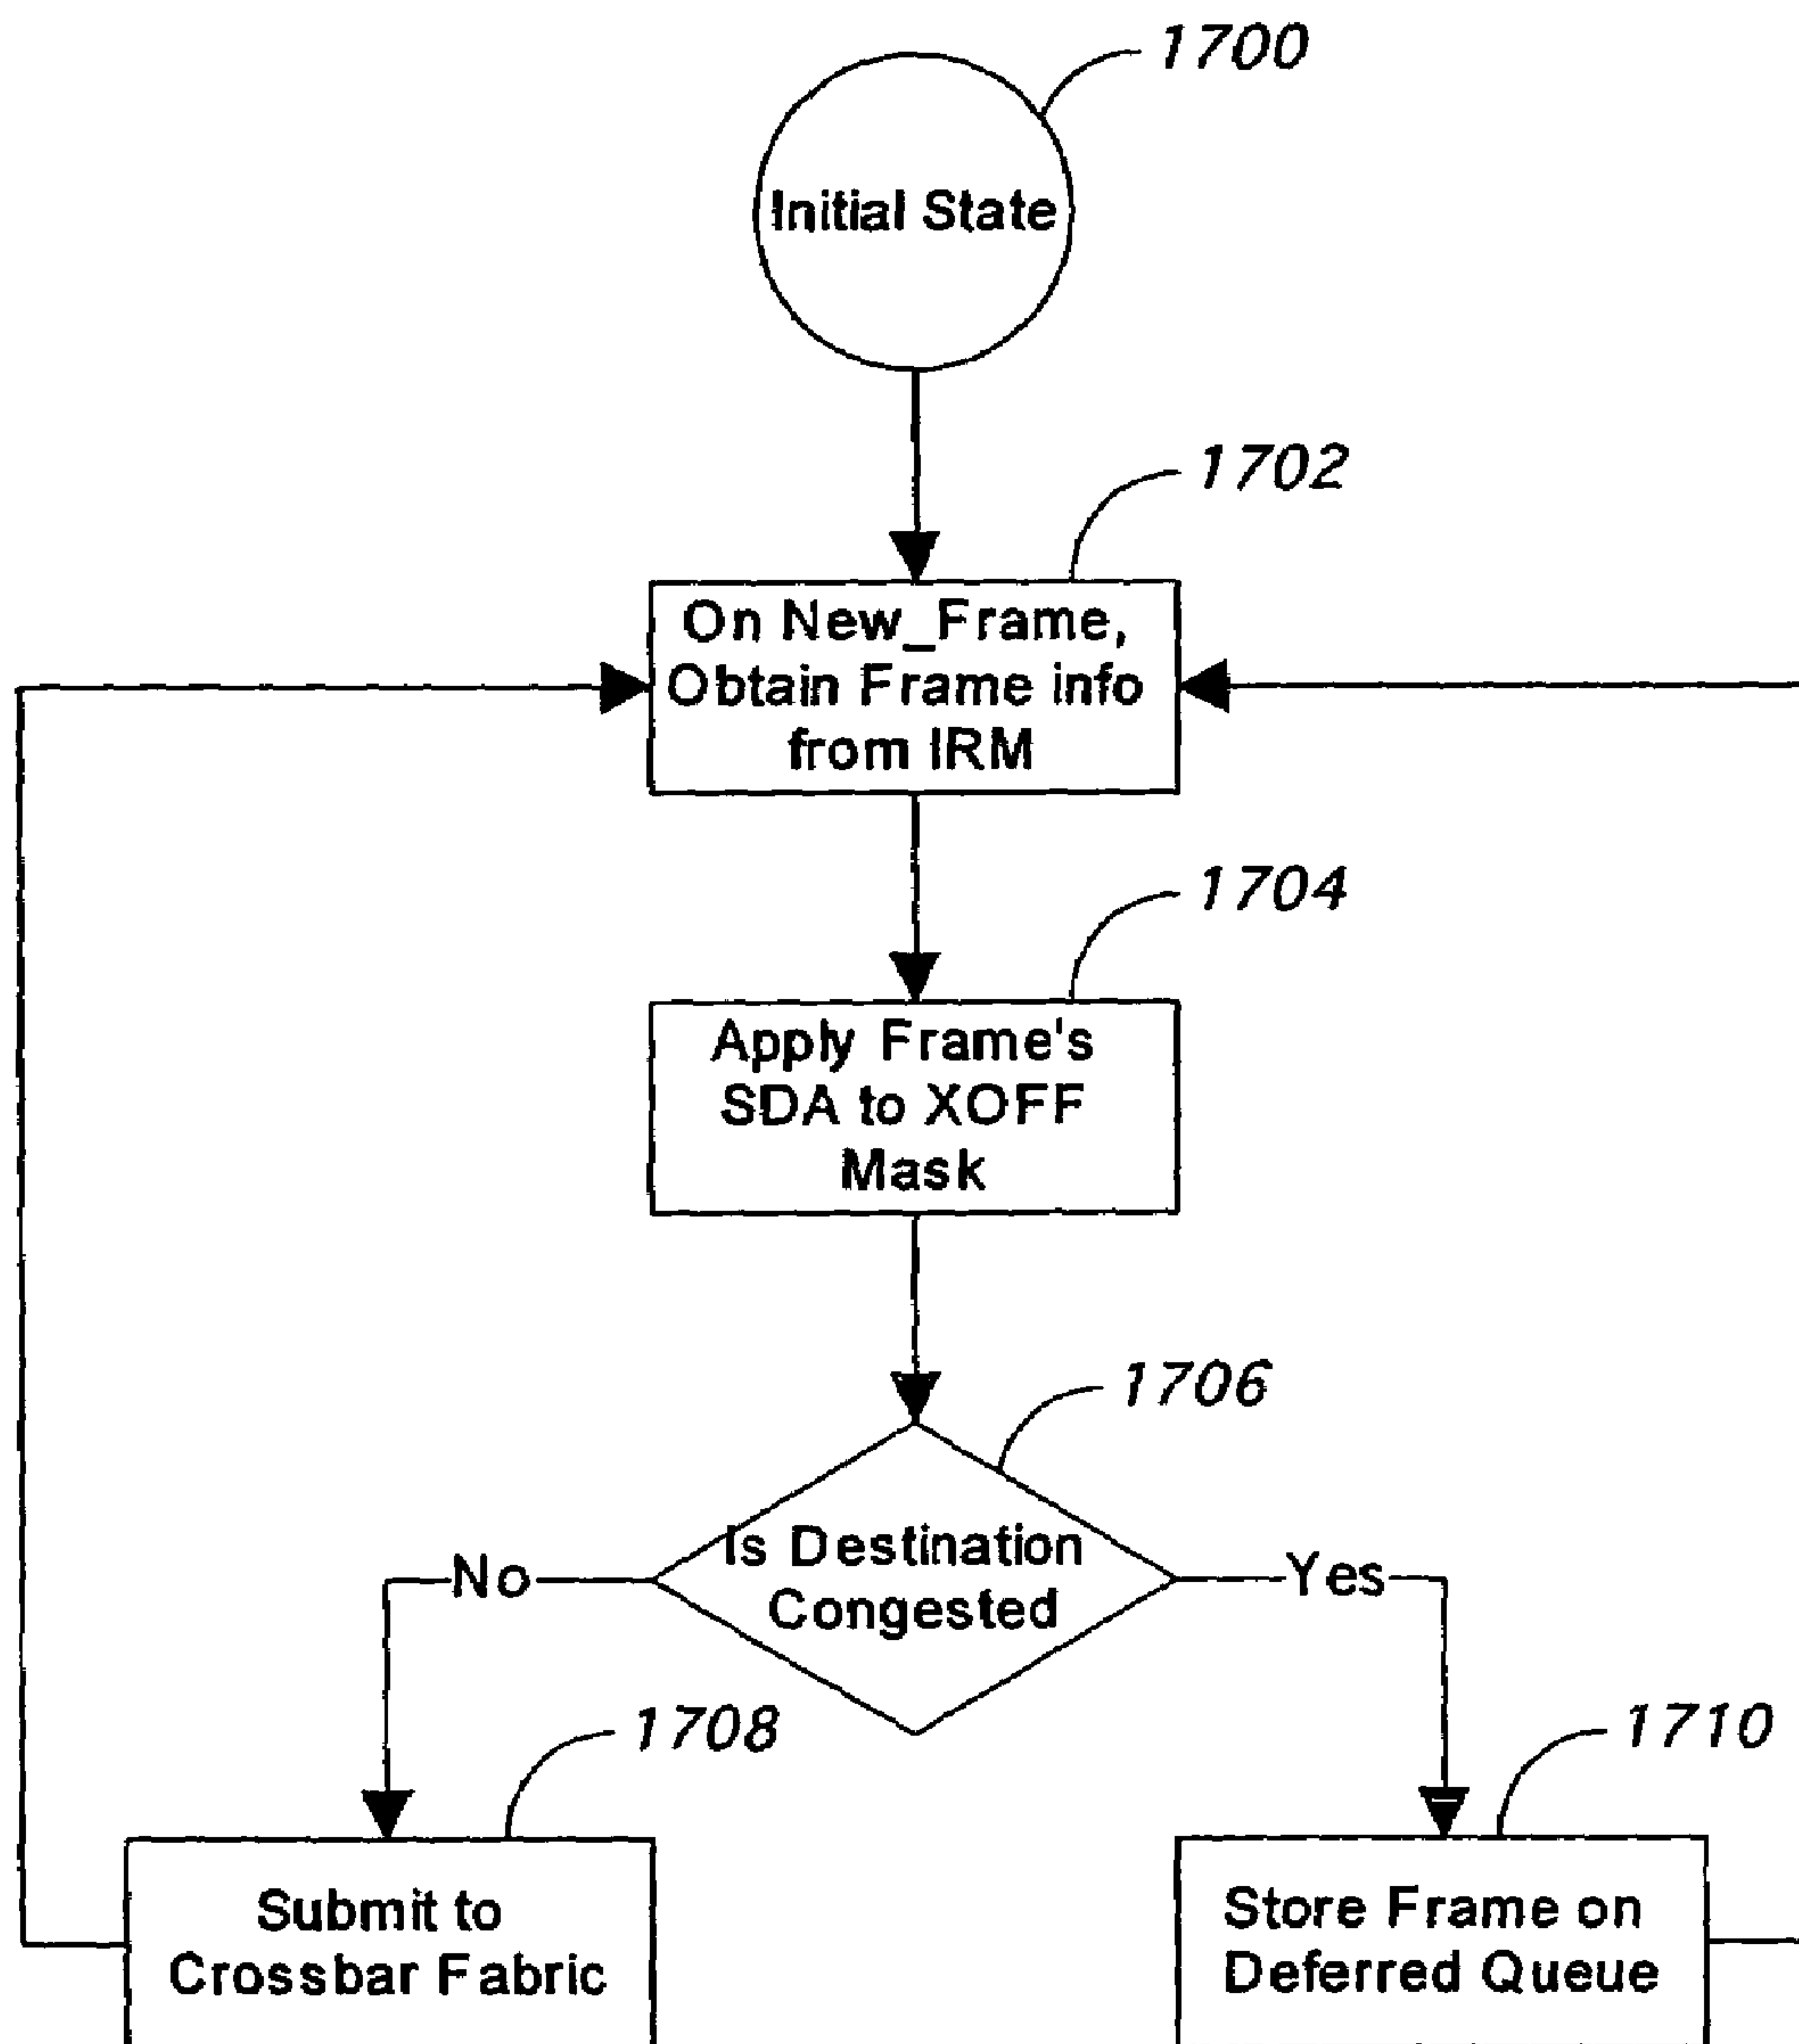 1700
Initial State
1702
On New_Frame,
Obtain Frame info
from IRM
1704
Apply Frame's
SDA to XOFF
Mask
1706
Is Destination
Congested
No
Yes
1708
1710
Submit to
Crossbar Fabric
Store Frame on
Deferred Queue